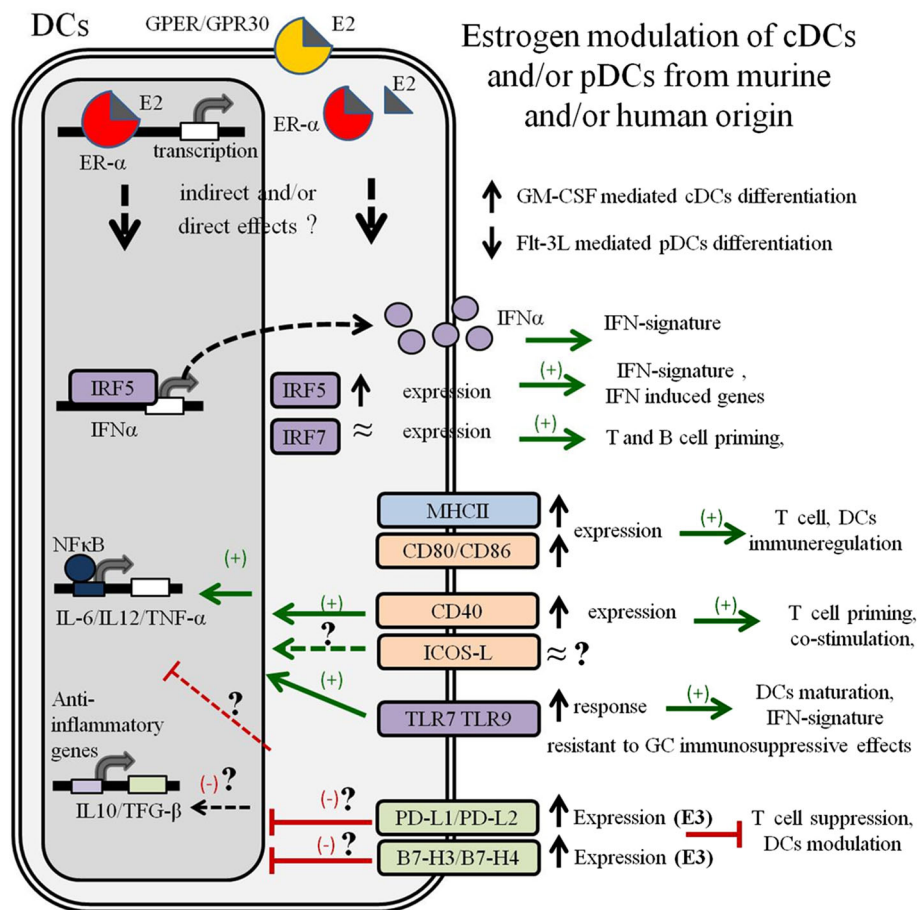 DCs
GPER/GPR30
E2
Estrogen modulation of cDCs
and/or pDCs from murine
and/or human origin
E2
ER-α
transcription
E2
ER-α
indirect and/or
direct effects ?
GM-CSF mediated cDCs differentiation
Flt-3L mediated pDCs differentiation
IFNα
IFN-signature
IRF5
IFNα
IRF5
expression
(+)
IFN-signature ,
IFN induced genes
IRF7
≈
expression
(+)
T and B cell priming,
MHCII
CD80/CD86
expression
(+)
T cell, DCs
immuneregulation
NFκB
IL-6/IL12/TNF-α
(+)
(+)
CD40
expression
(+)
T cell priming,
co-stimulation,
?
ICOS-L
≈ ?
(+)
TLR7 TLR9
response
(+)
DCs maturation,
IFN-signature
resistant to GC immunosuppressive effects
?
Anti-
inflammatory
genes
IL10/TFG-β
(-) ?
(-) ?
PD-L1/PD-L2
Expression (E3)
(-) ?
B7-H3/B7-H4
Expression (E3)
T cell suppression,
DCs modulation